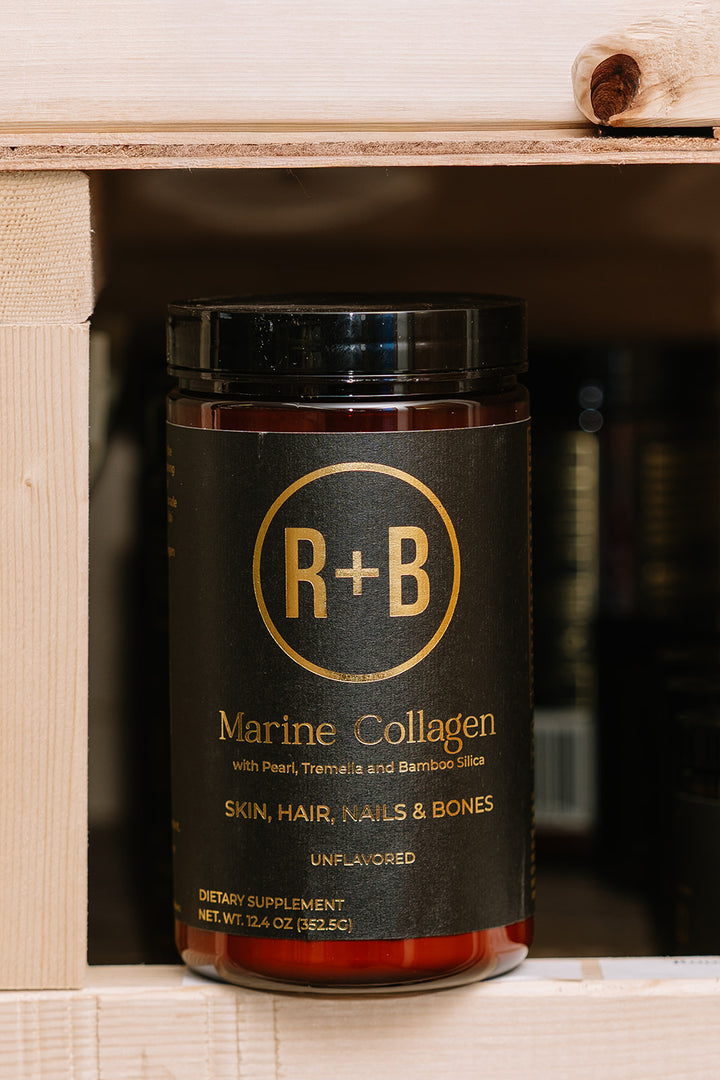 R+B
Marine Collagen
with Pearl, Tremella and Bamboo Silica
SKIN, HAIR, NAILS & BONES
UNFLAVORED
DIETARY SUPPLEMENT
NET. WT. 12.4 OZ (352.5G)